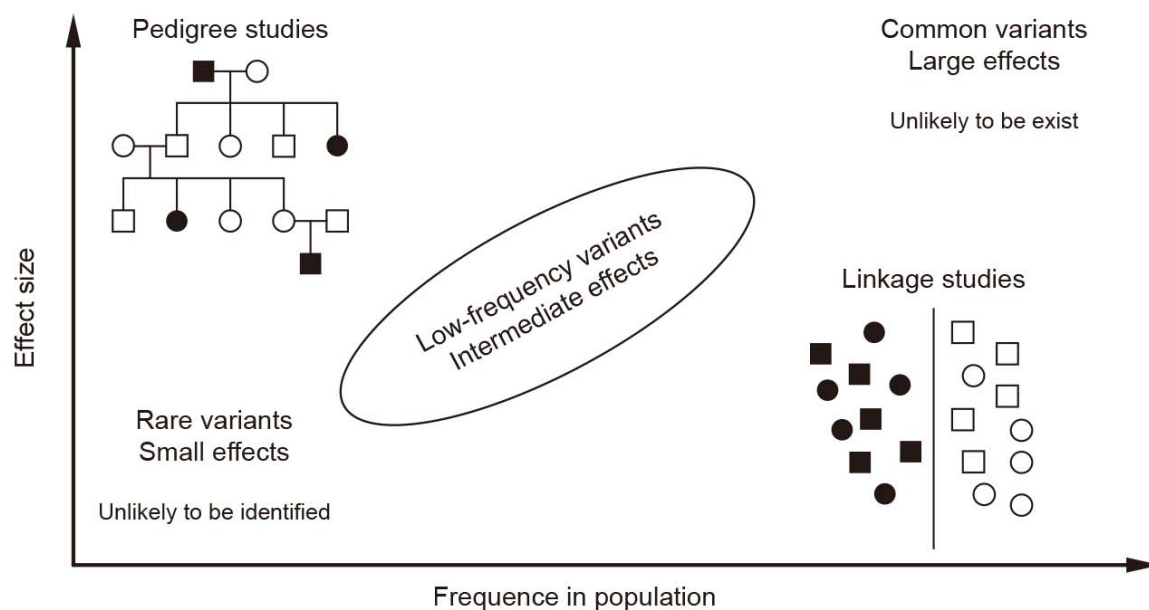 Pedigree studies
Common variants
Large effects
Unlikely to be exist
Low-frequency variants
Intermediate effects
Linkage studies
Rare variants
Small effects
Unlikely to be identified
Effect size
Frequence in population